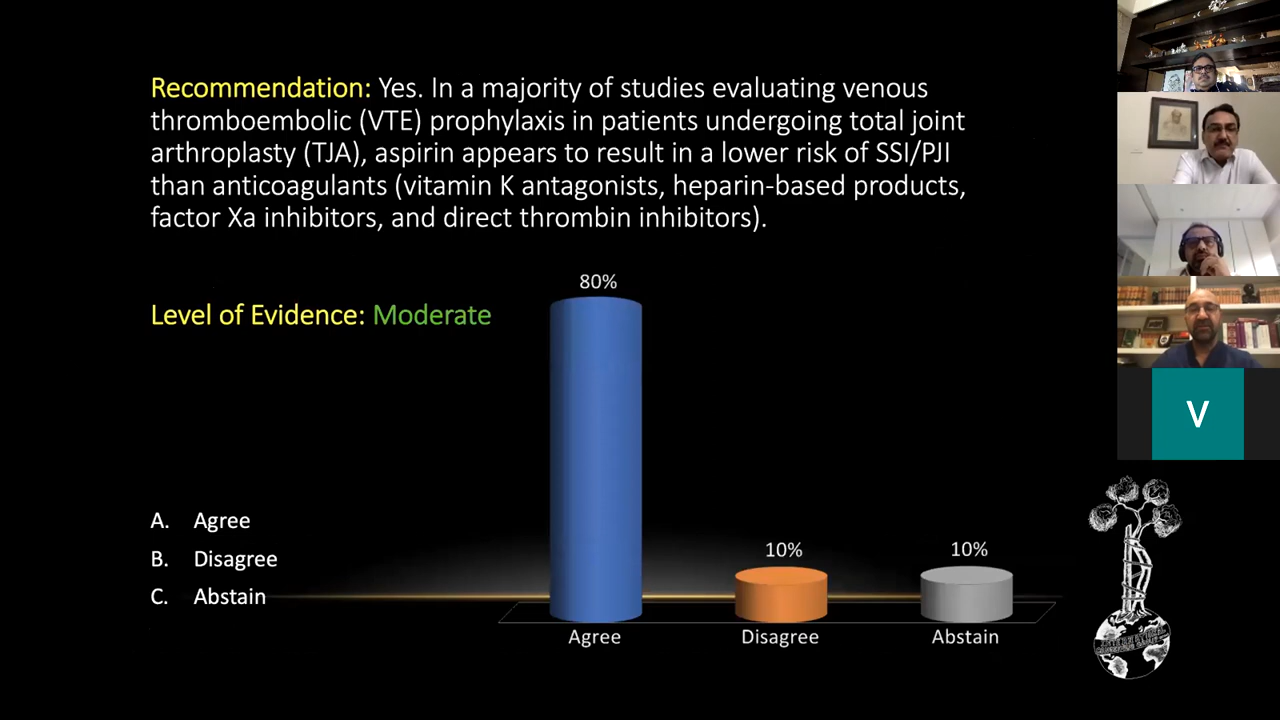 Recommendation: Yes. In a majority of studies evaluating venous
thromboembolic (VTE) prophylaxis in patients undergoing total joint
arthroplasty (TJA), aspirin appears to result in a lower risk of SSI/PJI
than anticoagulants (vitamin K antagonists, heparin-based products,
factor Xa inhibitors, and direct thrombin inhibitors).
Level of Evidence: Moderate
80%
10%
10%
A. Agree
B. Disagree
C. Abstain
Agree
Disagree
Abstain
V